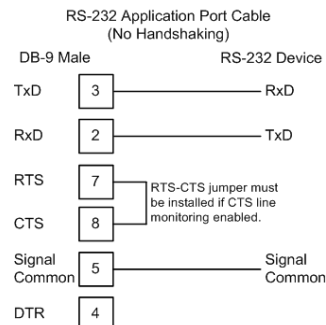 RS-232 Application Port Cable
(No Handshaking)
DB-9 Male RS-232 Device
TxD 3 RxD
RxD 2 TxD
RTS 7
RTS-CTS jumper must
be installed if CTS line
monitoring enabled.
CTS 8
Signal
Common 5 Signal
Common
DTR 4